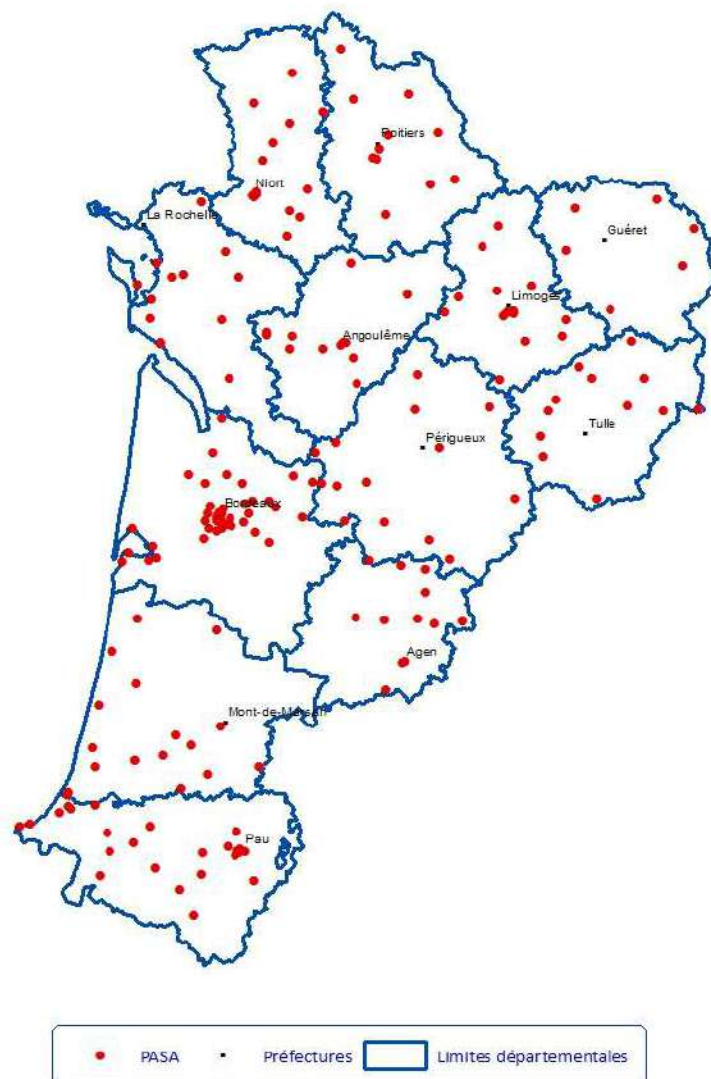 Poitiers
Niort
La Rochelle
Guéret
Limoges
Angoulême
Périgueux
Tulle
Bordeaux
Agen
Mont-de-Marsan
Pau
PASA
Préfectures
Limites départementales